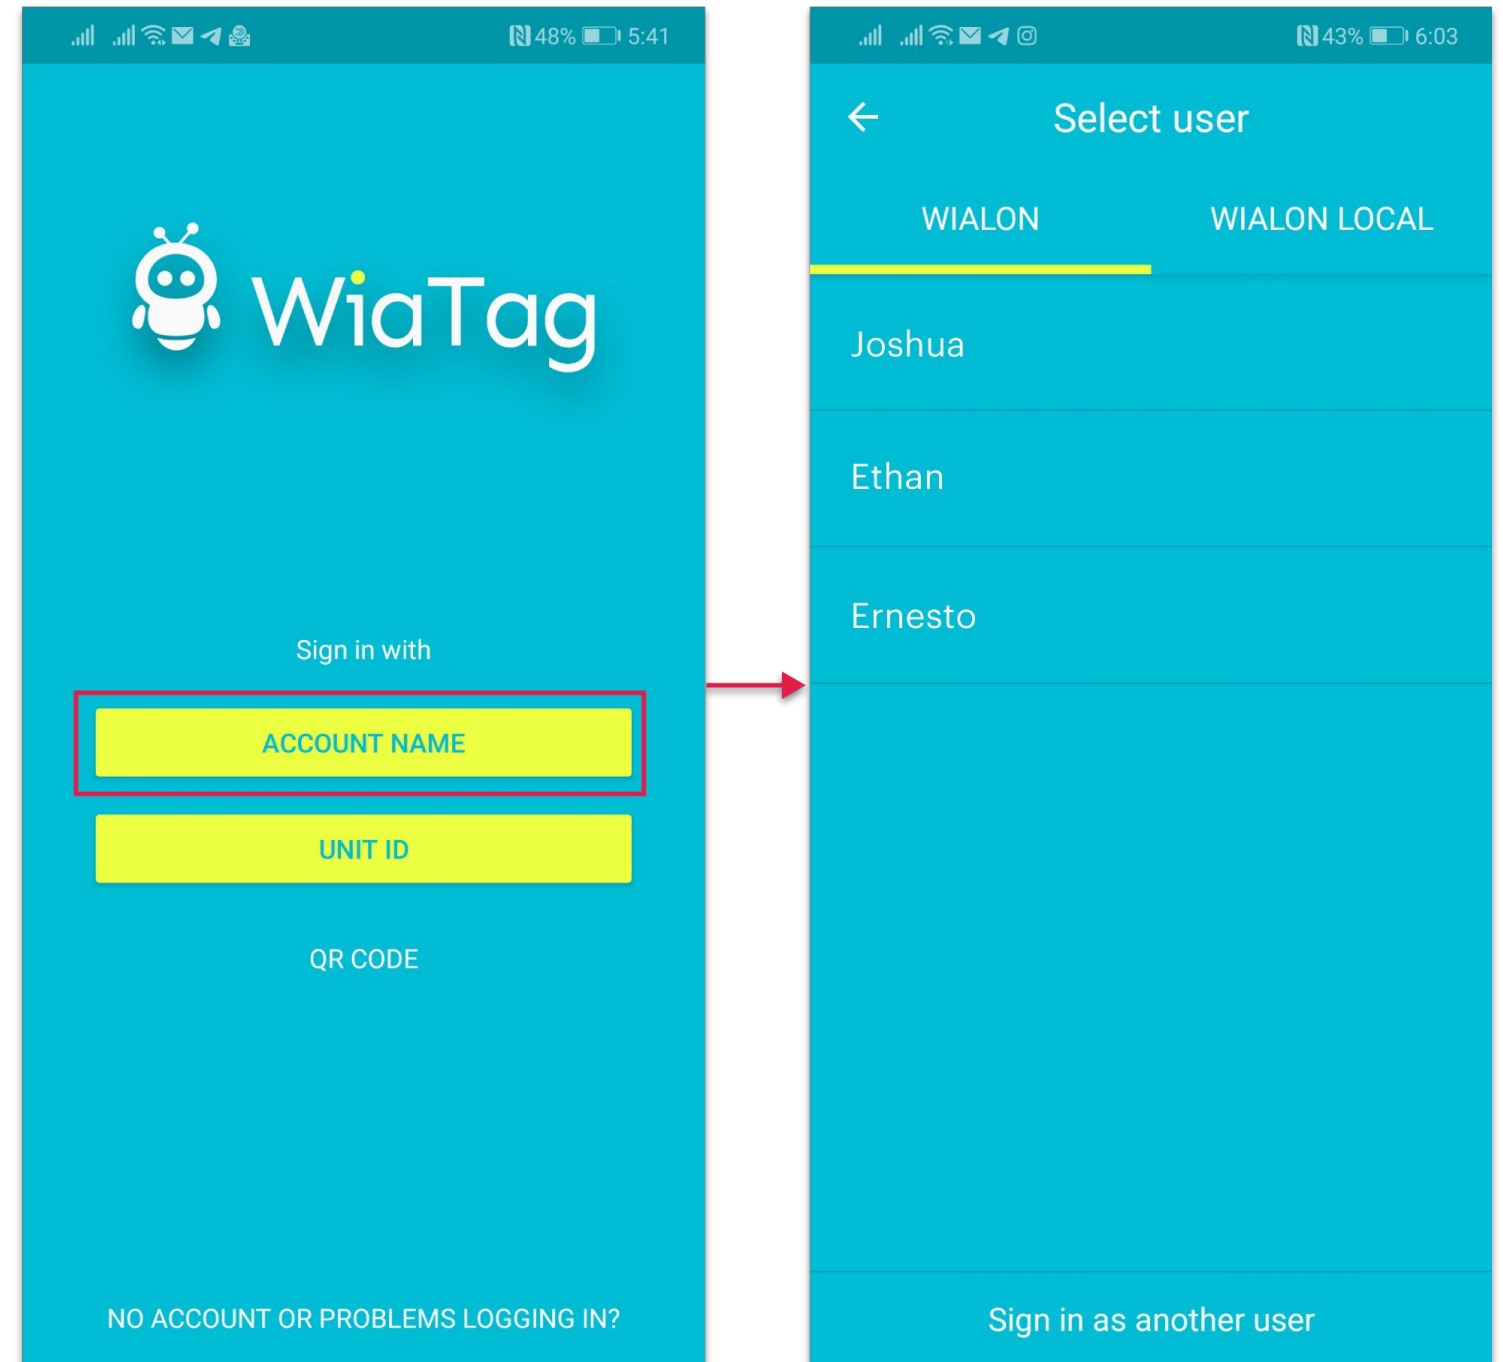 48% 5:41
WiaTag
Sign in with
ACCOUNT NAME
UNIT ID
QR CODE
NO ACCOUNT OR PROBLEMS LOGGING IN?
43% 6:03
Select user
WIALON WIALON LOCAL
Joshua
Ethan
Ernesto
Sign in as another user